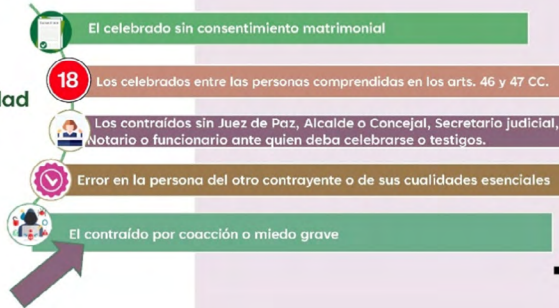 El celebrado sin consentimiento matrimonial
18
Los celebrados entre las personas comprendidas en los arts. 46 y 47 CC.
dad
Los contraídos sin Juez de Paz, Alcalde o Concejal, Secretario judicial,
Notario o funcionario ante quien deba celebrarse o testigos.
Error en la persona del otro contrayente o de sus cualidades esenciales
El contraído por coacción o miedo grave